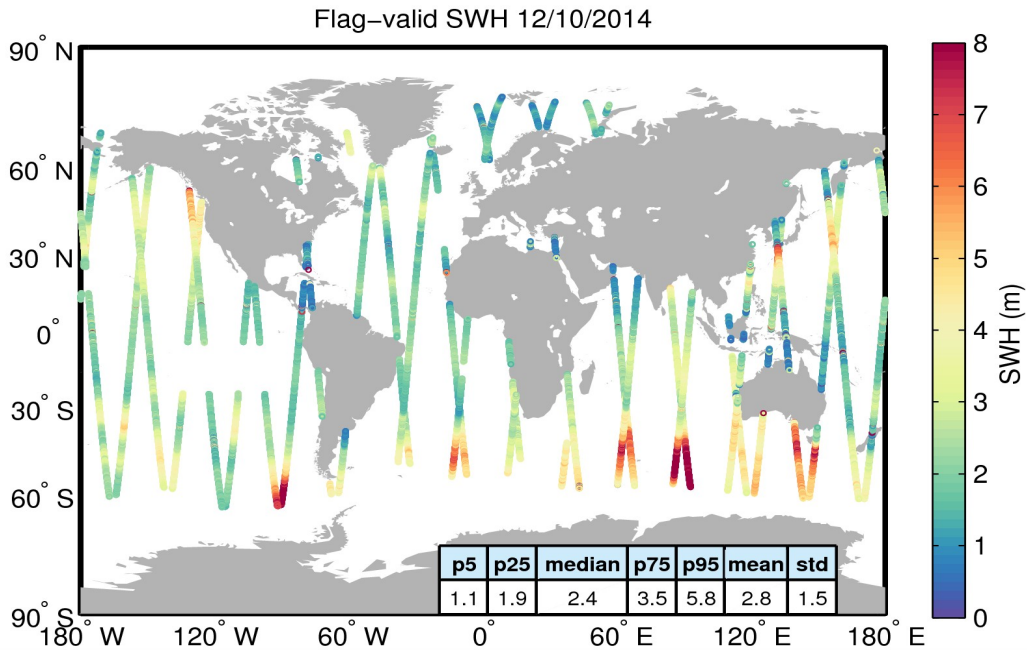 Flag−valid SWH 12/10/2014
90° N
60° N
30° N
0°
30° S
60° S
90° S
180° W
120° W
60° W
0°
60° E
120° E
180° E
p5 p25 median p75 p95 mean std
1.1 1.9 2.4 3.5 5.8 2.8 1.5
8
7
6
5
4
3
2
1
0
SWH (m)